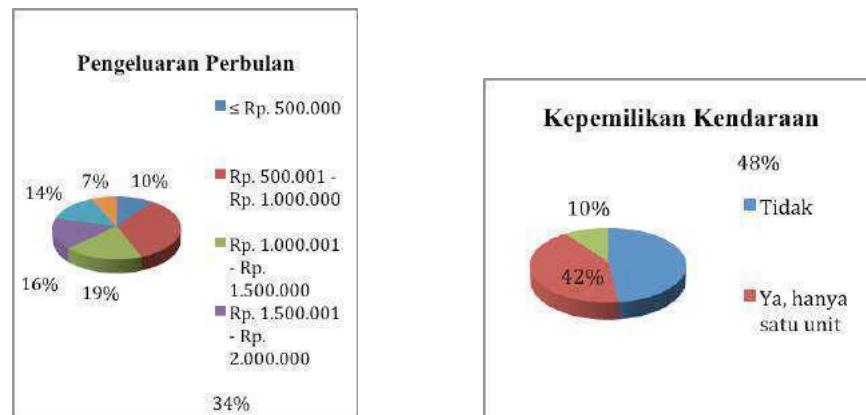 Pengeluaran Perbulan
≤ Rp. 500.000
7%
10%
14%
Rp. 500.001 -
Rp. 1.000.000
Rp. 1.000.001
- Rp.
1.500.000
16%
19%
Rp. 1.500.001
- Rp.
2.000.000
34%
Kepemilikan Kendaraan
48%
Tidak
10%
42%
Ya, hanya
satu unit